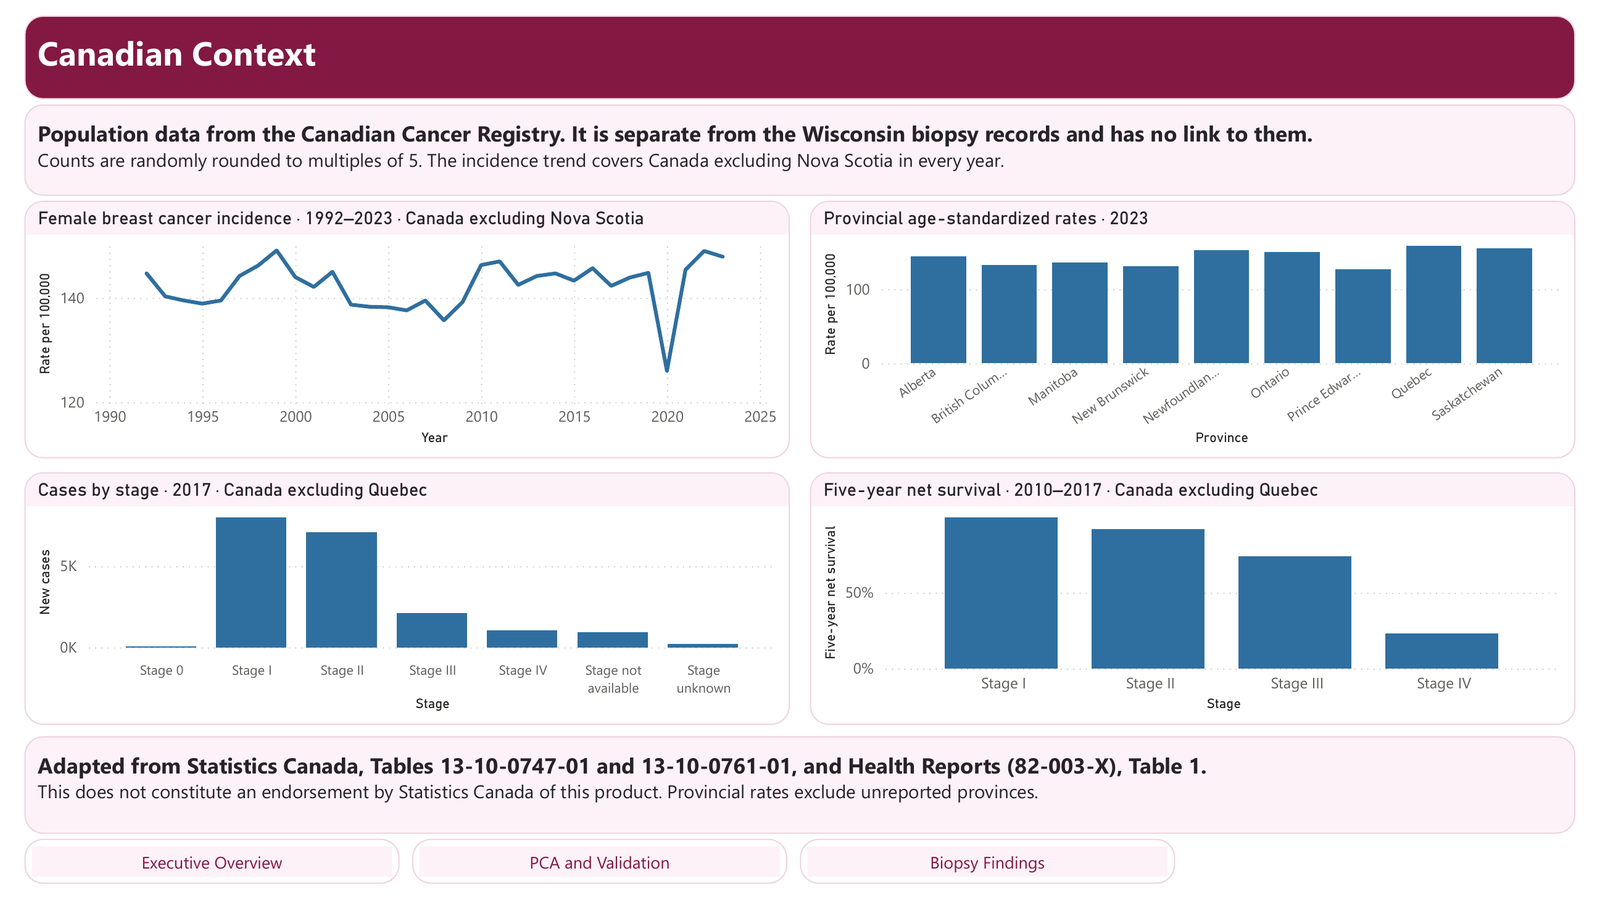 Canadian Context
Population data from the Canadian Cancer Registry. It is separate from the Wisconsin biopsy records and has no link to them.
Counts are randomly rounded to multiples of 5. The incidence trend covers Canada excluding Nova Scotia in every year.
Female breast cancer incidence · 1992–2023 · Canada excluding Nova Scotia
Rate per 100,000
140
120
1990 1995 2000 2005 2010 2015 2020 2025
Year
Provincial age-standardized rates · 2023
Rate per 100,000
100
0
Alberta British Colum... Manitoba New Brunswick Newfoundlan... Ontario Prince Edwar... Quebec Saskatchewan
Province
Cases by stage · 2017 · Canada excluding Quebec
New cases
5K
0K
Stage 0 Stage I Stage II Stage III Stage IV Stage not available Stage unknown
Stage
Five-year net survival · 2010–2017 · Canada excluding Quebec
Five-year net survival
50%
0%
Stage I Stage II Stage III Stage IV
Stage
Adapted from Statistics Canada, Tables 13-10-0747-01 and 13-10-0761-01, and Health Reports (82-003-X), Table 1.
This does not constitute an endorsement by Statistics Canada of this product. Provincial rates exclude unreported provinces.
Executive Overview
PCA and Validation
Biopsy Findings